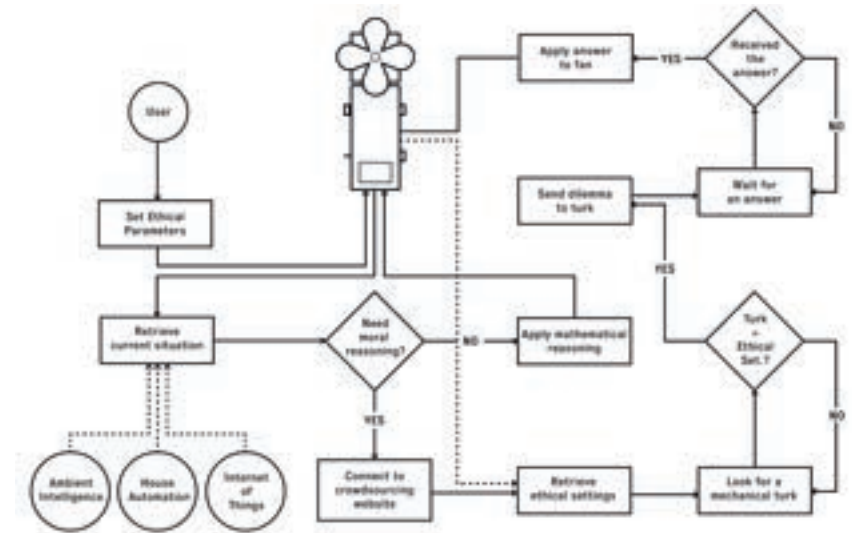 User
Set Ethical
Parameters
Retrieve
current situation
Ambient
Intelligence
House
Automation
Internet
of
Things
Need
moral
reasoning?
NO
YES
Apply mathematical
reasoning
Connect to
crowdsourcing
website
Retrieve
ethical settings
Look for a
mechanical turk
Turk
=
Ethical
Set.?
NO
YES
Send dilemma
to turk
Wait for
an answer
Received
the
answer?
NO
YES
Apply answer
to fan